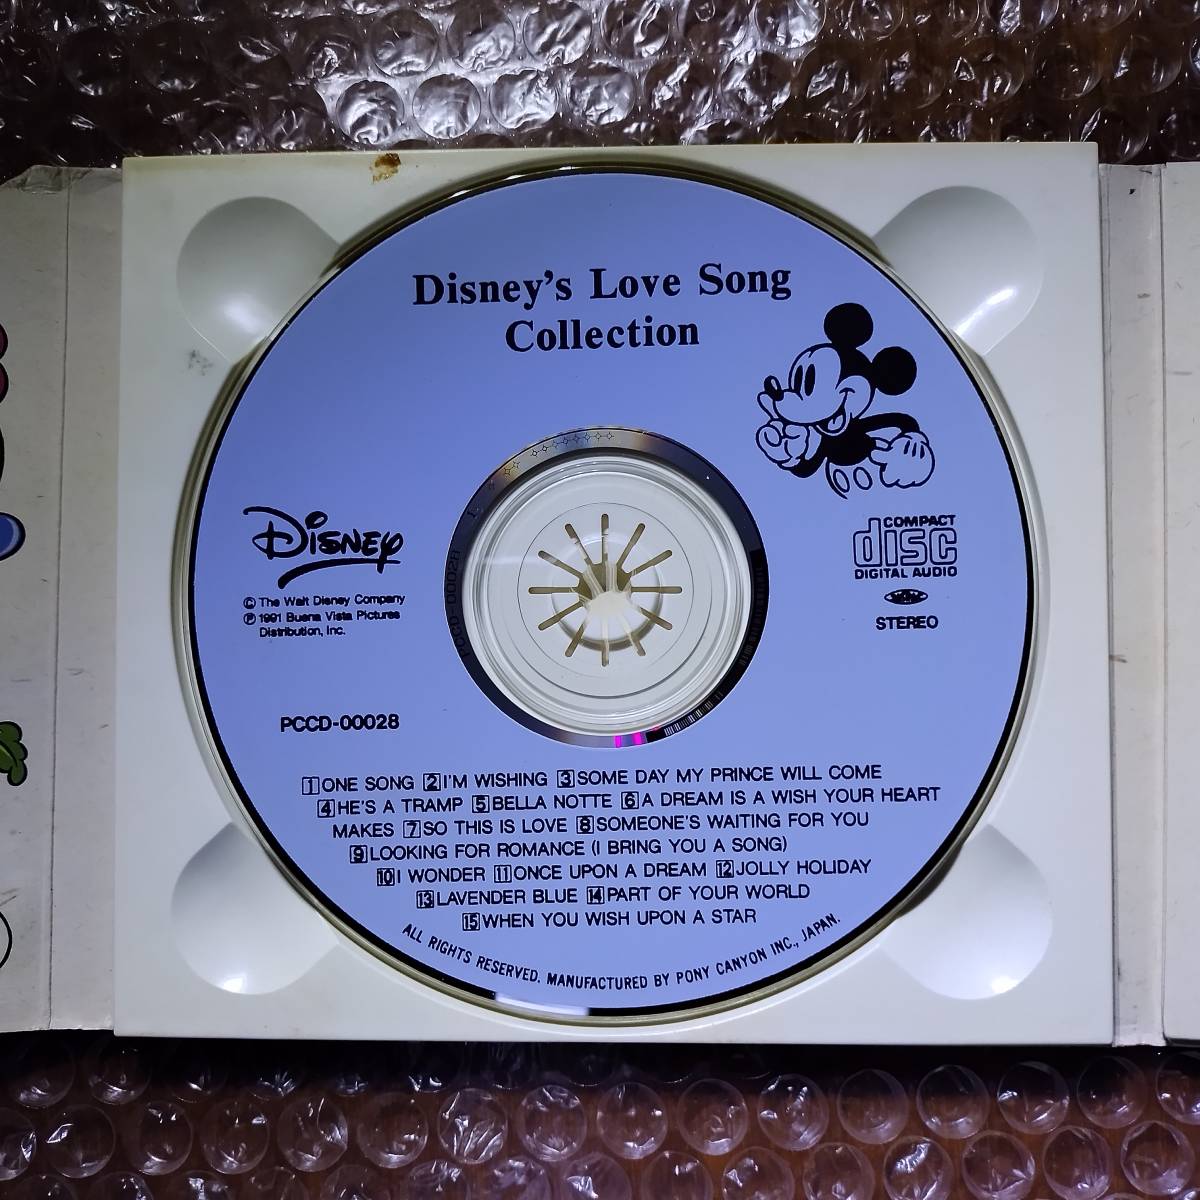 Disney's Love Song
Collection
Disney
© The Walt Disney Company
℗ 1991 Buena Vista Pictures
Distribution, Inc.
COMPACT
disc
DIGITAL AUDIO
STEREO
PCCD-00028
PCCD-00028
1 ONE SONG 2 I'M WISHING 3 SOME DAY MY PRINCE WILL COME
4 HE'S A TRAMP 5 BELLA NOTTE 6 A DREAM IS A WISH YOUR HEART
MAKES 7 SO THIS IS LOVE 8 SOMEONE'S WAITING FOR YOU
9 LOOKING FOR ROMANCE (I BRING YOU A SONG)
10 I WONDER 11 ONCE UPON A DREAM 12 JOLLY HOLIDAY
13 LAVENDER BLUE 14 PART OF YOUR WORLD
15 WHEN YOU WISH UPON A STAR
ALL RIGHTS RESERVED. MANUFACTURED BY PONY CANYON INC., JAPAN.